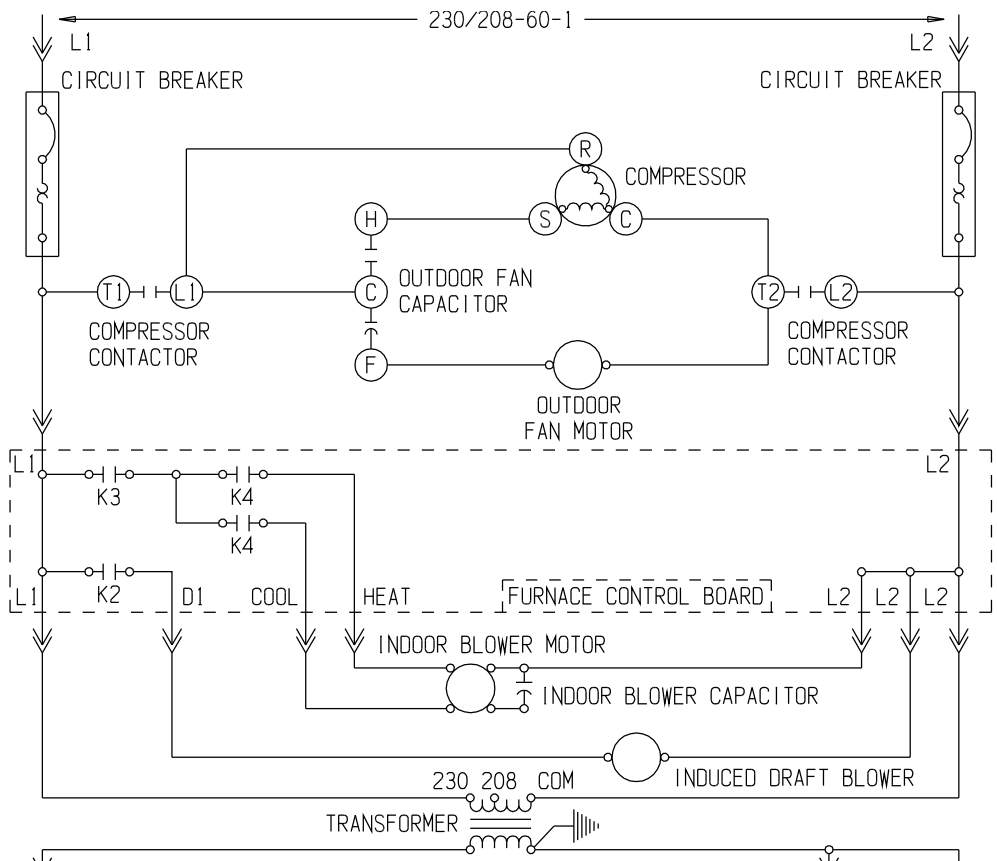 230/208-60-1
L1
L2
CIRCUIT BREAKER
CIRCUIT BREAKER
R
COMPRESSOR
H
S
C
T1
L1
C
OUTDOOR FAN
CAPACITOR
T2
L2
COMPRESSOR
CONTACTOR
COMPRESSOR
CONTACTOR
F
OUTDOOR
FAN MOTOR
L1
L2
K3
K4
K4
L1
K2
D1
COOL
HEAT
FURNACE CONTROL BOARD
L2
L2
L2
INDOOR BLOWER MOTOR
INDOOR BLOWER CAPACITOR
230 208 COM
INDUCED DRAFT BLOWER
TRANSFORMER